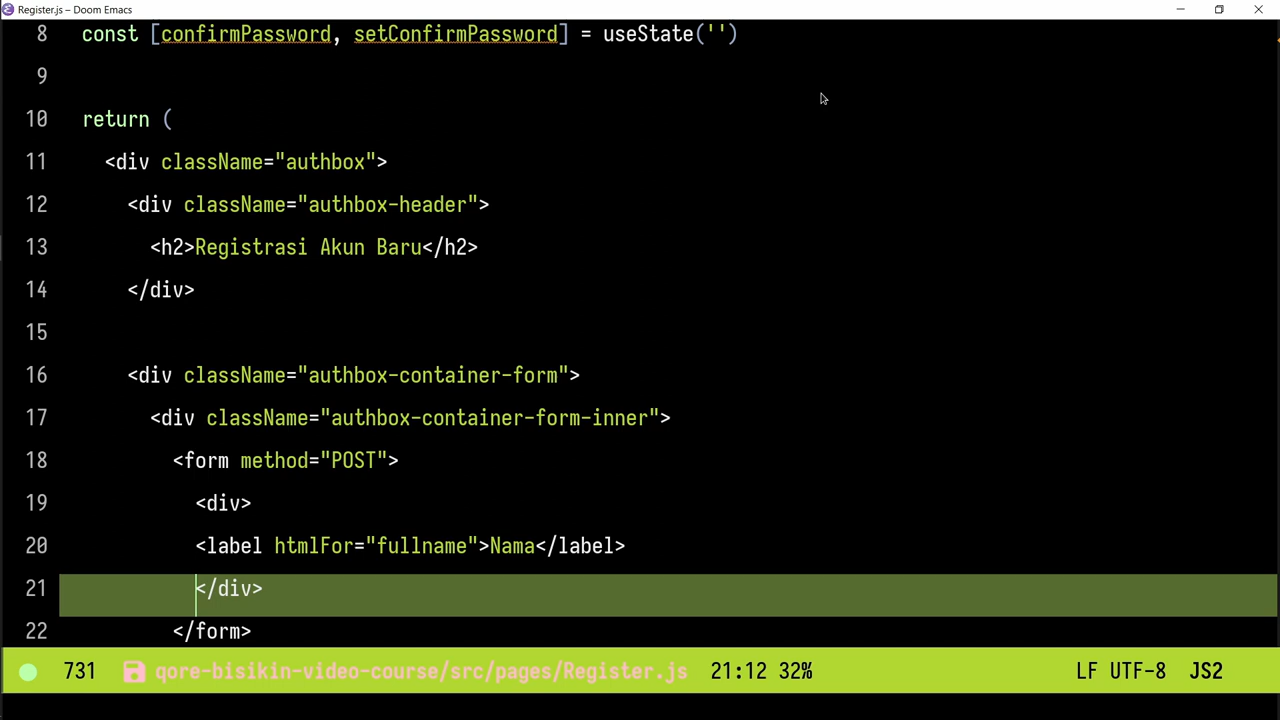 Register.js – Doom Emacs
8 const [confirmPassword, setConfirmPassword] = useState('')
9
10 return (
11 <div className="authbox">
12 <div className="authbox-header">
13 <h2>Registrasi Akun Baru</h2>
14 </div>
15
16 <div className="authbox-container-form">
17 <div className="authbox-container-form-inner">
18 <form method="POST">
19 <div>
20 <label htmlFor="fullname">Nama</label>
21 </div>
22 </form>
731 qore-bisikin-video-course/src/pages/Register.js 21:12 32% LF UTF-8 JS2